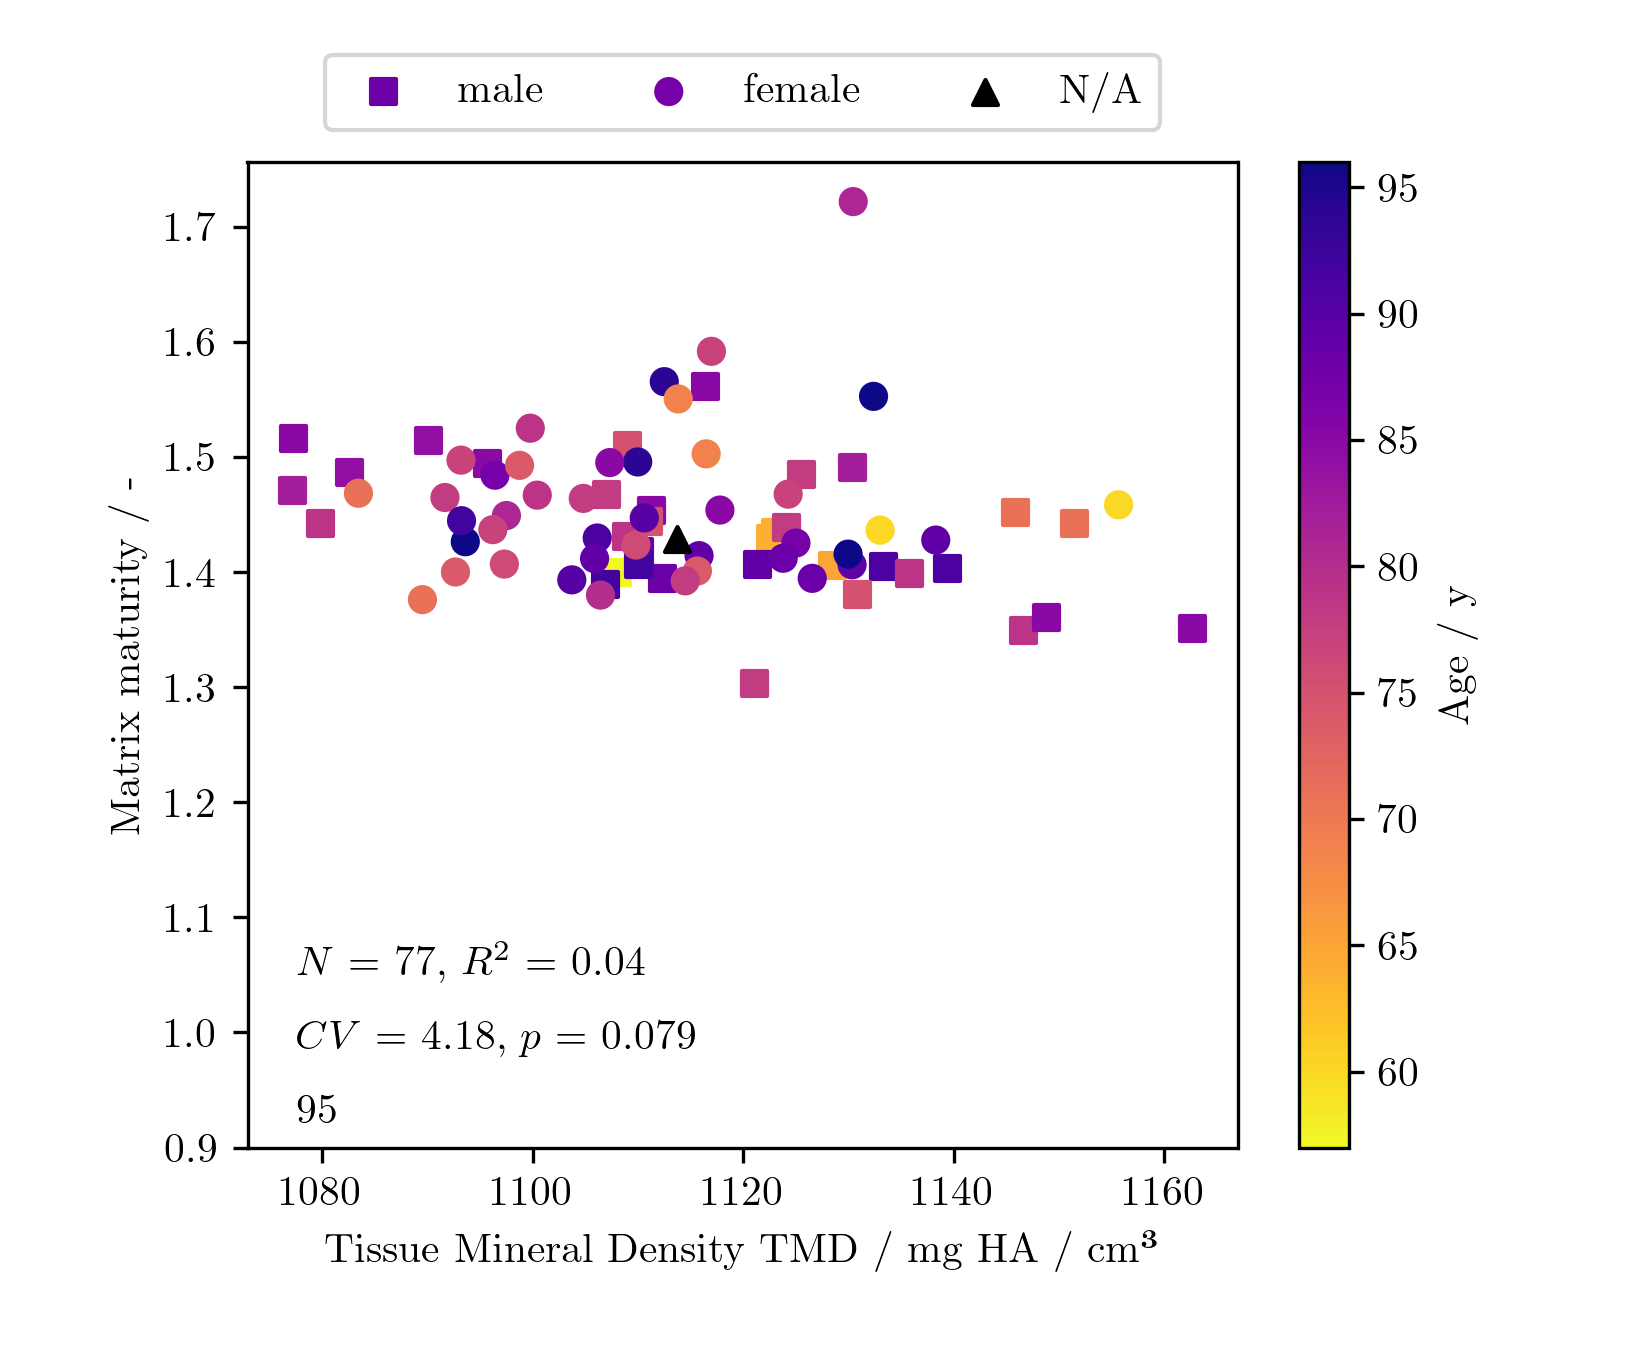 male female N/A
1.7
1.6
1.5
1.4
1.3
1.2
1.1
1.0
0.9
Matrix maturity / -
N = 77, R² = 0.04
CV = 4.18, p = 0.079
95
1080 1100 1120 1140 1160
Tissue Mineral Density TMD / mg HA / cm³
95
90
85
80
75
70
65
60
Age / y